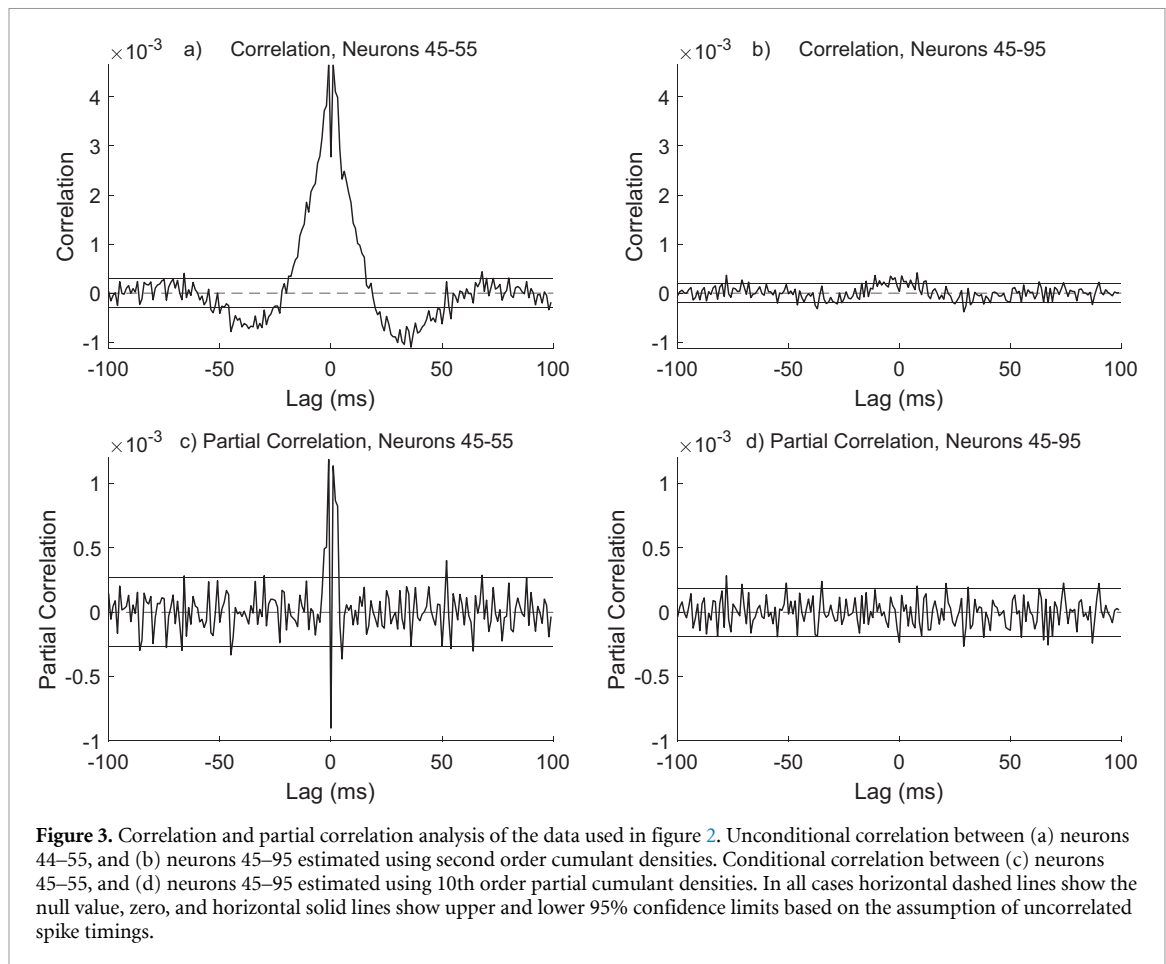 ×10-3 a) Correlation, Neurons 45-55
4
3
2
1
0
-1
Correlation
-100 -50 0 50 100
Lag (ms)
×10-3 b) Correlation, Neurons 45-95
4
3
2
1
0
-1
Correlation
-100 -50 0 50 100
Lag (ms)
×10-3 c) Partial Correlation, Neurons 45-55
1
0.5
0
-0.5
-1
Partial Correlation
-100 -50 0 50 100
Lag (ms)
×10-3 d) Partial Correlation, Neurons 45-95
1
0.5
0
-0.5
-1
Partial Correlation
-100 -50 0 50 100
Lag (ms)
Figure 3. Correlation and partial correlation analysis of the data used in figure 2. Unconditional correlation between (a) neurons
44–55, and (b) neurons 45–95 estimated using second order cumulant densities. Conditional correlation between (c) neurons
45–55, and (d) neurons 45–95 estimated using 10th order partial cumulant densities. In all cases horizontal dashed lines show the
null value, zero, and horizontal solid lines show upper and lower 95% confidence limits based on the assumption of uncorrelated
spike timings.